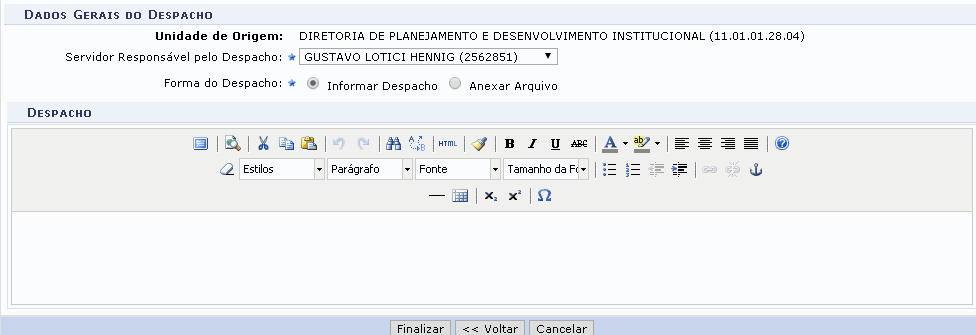 Dados Gerais do Despacho
Unidade de Origem: DIRETORIA DE PLANEJAMENTO E DESENVOLVIMENTO INSTITUCIONAL (11.01.01.28.04)
Servidor Responsável pelo Despacho: ★ GUSTAVO LOTICI HENNIG (2562851)
Forma do Despacho: ★ Informar Despacho Anexar Arquivo
Despacho
HTML B I U ABC A ab
Estilos Parágrafo Fonte Tamanho da Fo
x₂ x² Ω
Finalizar << Voltar Cancelar